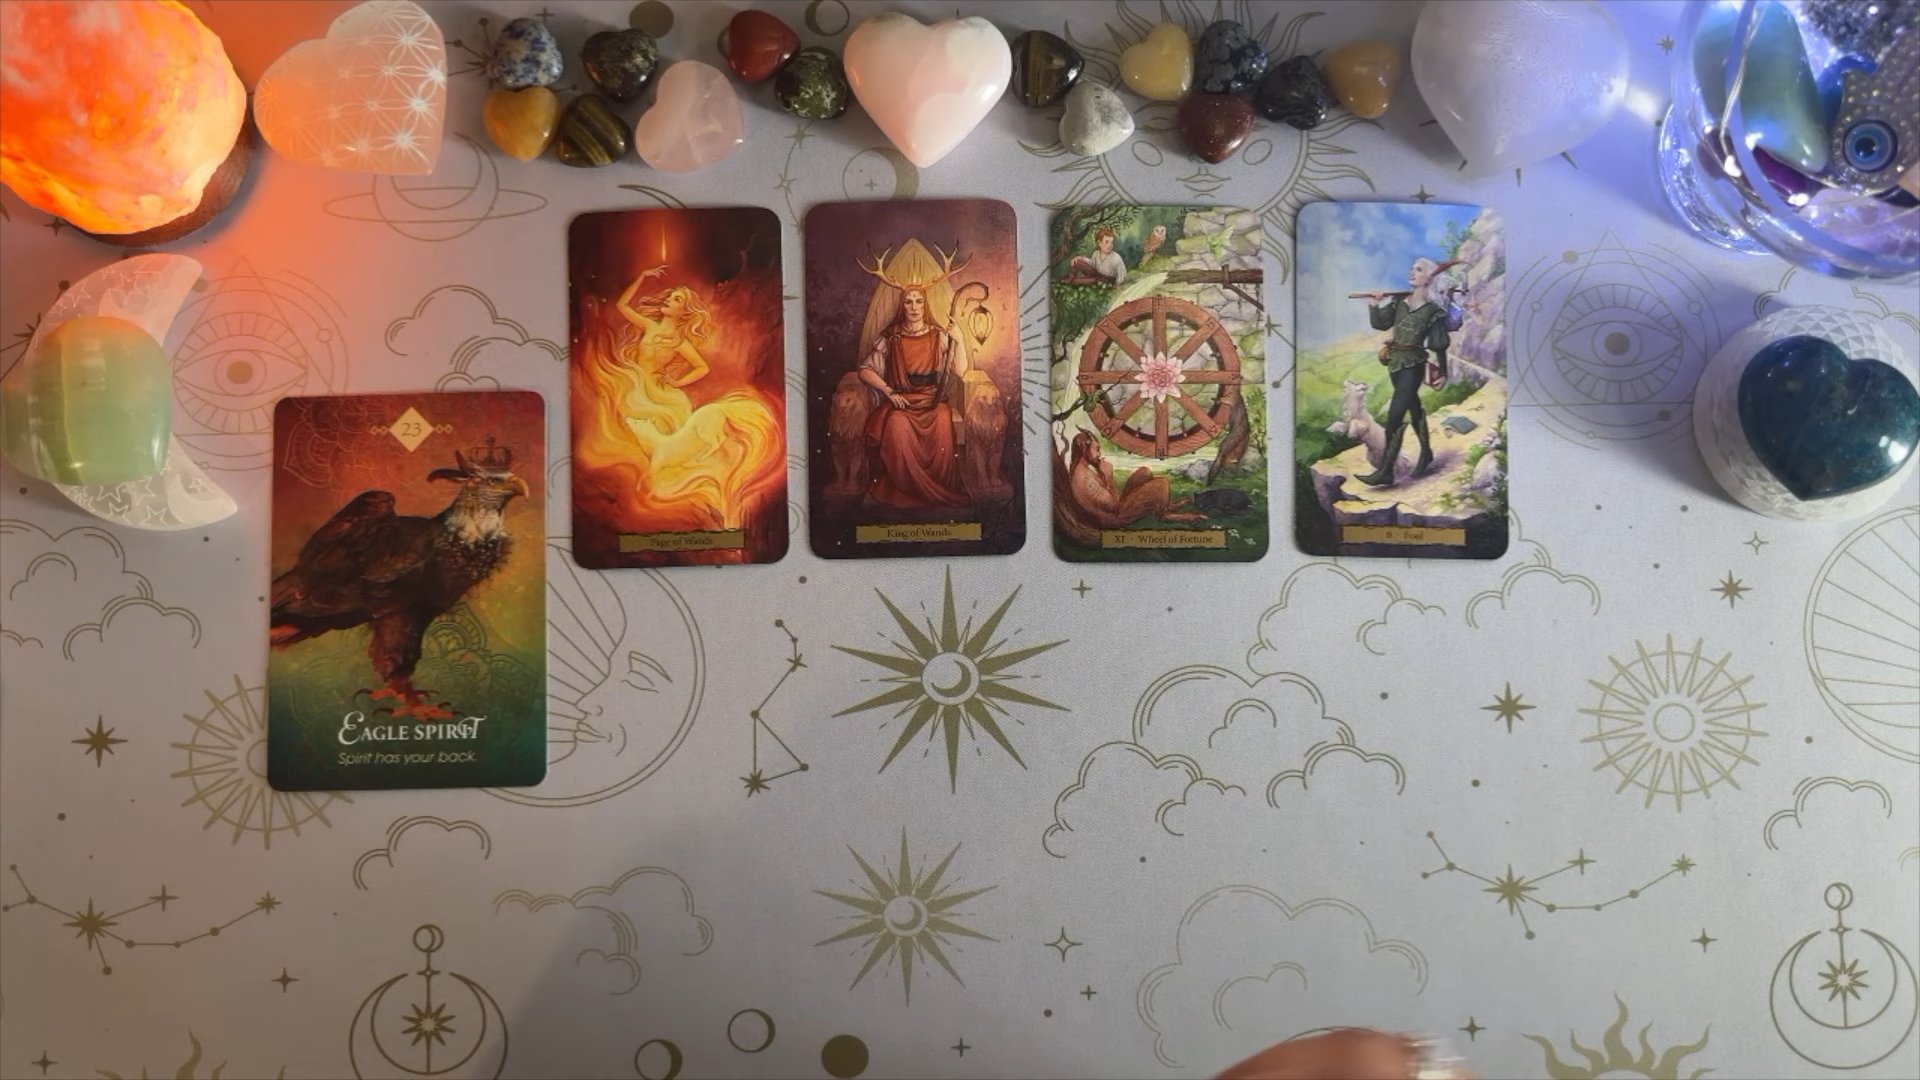 23
EAGLE SPIRIT
Spirit has your back.
Page of Wands
King of Wands
XI - Wheel of Fortune
0 - Fool